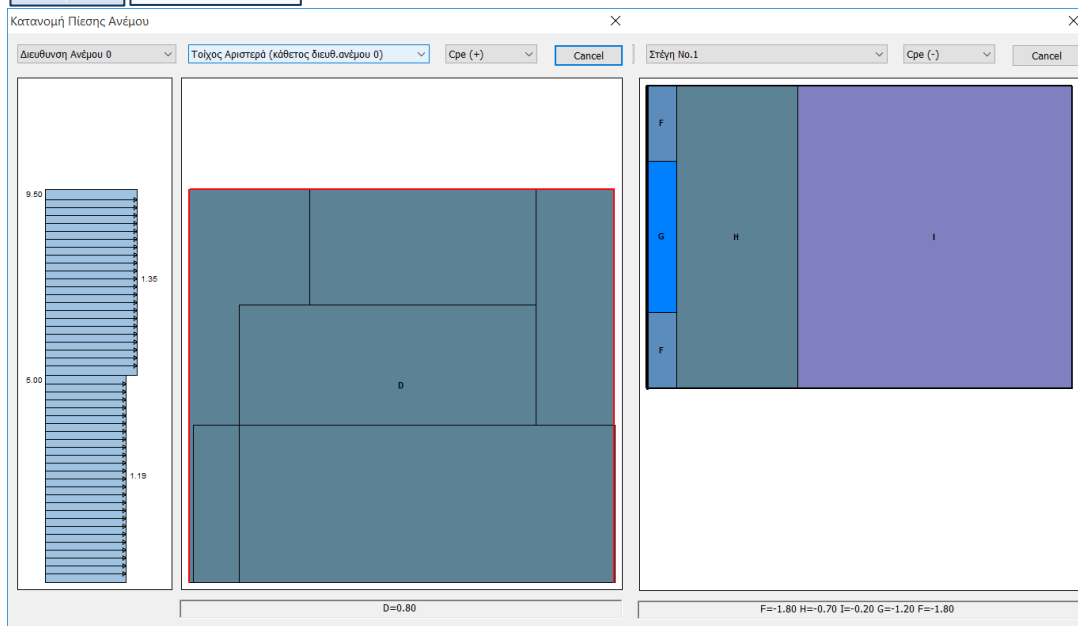 Κατανομή Πίεσης Ανέμου
Διευθυνση Ανέμου 0
Τοίχος Αριστερά (κάθετος διευθ.ανέμου 0)
Cpe (+)
Cancel
Στέγη No.1
Cpe (-)
Cancel
9.50
1.35
5.00
1.19
D
F
G
H
I
F
D=0.80
F=-1.80 H=-0.70 I=-0.20 G=-1.20 F=-1.80